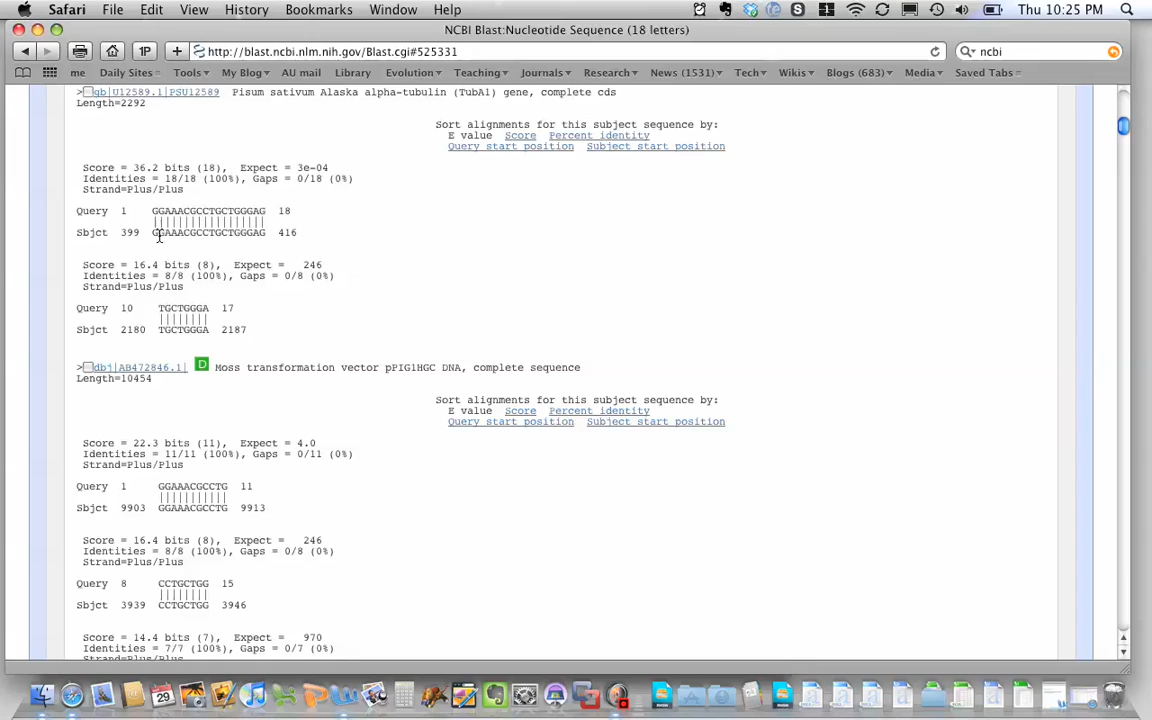 Safari File Edit View History Bookmarks Window Help Thu 10:25 PM
NCBI Blast:Nucleotide Sequence (18 letters)
1P http://blast.ncbi.nlm.nih.gov/Blast.cgi#525331 ncbi
me Daily Sites Tools My Blog AU mail Library Evolution Teaching Journals Research News (1531) Tech Wikis Blogs (683) Media Saved Tabs
>gb|U12589.1|PSU12589 Pisum sativum Alaska alpha-tubulin (TubA1) gene, complete cds
Length=2292
Sort alignments for this subject sequence by:
E value Score Percent identity
Query start position Subject start position
Score = 36.2 bits (18), Expect = 3e-04
Identities = 18/18 (100%), Gaps = 0/18 (0%)
Strand=Plus/Plus
Query 1 GGAAACGCCTGCTGGGAG 18
||||||||||||||||||
Sbjct 399 GGAAACGCCTGCTGGGAG 416
Score = 16.4 bits (8), Expect = 246
Identities = 8/8 (100%), Gaps = 0/8 (0%)
Strand=Plus/Plus
Query 10 TGCTGGGA 17
||||||||
Sbjct 2180 TGCTGGGA 2187
>dbj|AB472846.1| D Moss transformation vector pPIG1HGC DNA, complete sequence
Length=10454
Sort alignments for this subject sequence by:
E value Score Percent identity
Query start position Subject start position
Score = 22.3 bits (11), Expect = 4.0
Identities = 11/11 (100%), Gaps = 0/11 (0%)
Strand=Plus/Plus
Query 1 GGAAACGCCTG 11
|||||||||||
Sbjct 9903 GGAAACGCCTG 9913
Score = 16.4 bits (8), Expect = 246
Identities = 8/8 (100%), Gaps = 0/8 (0%)
Strand=Plus/Plus
Query 8 CCTGCTGG 15
||||||||
Sbjct 3939 CCTGCTGG 3946
Score = 14.4 bits (7), Expect = 970
Identities = 7/7 (100%), Gaps = 0/7 (0%)
Strand=Plus/Plus